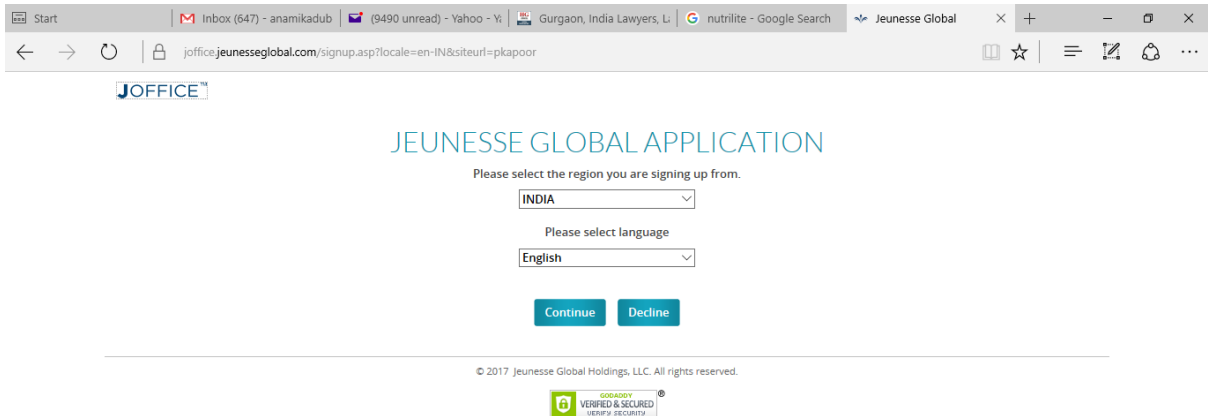 Start
Inbox (647) - anamikadub
(9490 unread) - Yahoo - Ya
Gurgaon, India Lawyers, La
nutrilite - Google Search
Jeunesse Global
joffice.jeunesseglobal.com/signup.asp?locale=en-IN&siteurl=pkapoor
JOFFICE™
JEUNESSE GLOBAL APPLICATION
Please select the region you are signing up from.
INDIA
Please select language
English
Continue Decline
© 2017 Jeunesse Global Holdings, LLC. All rights reserved.
GODADDY
VERIFIED & SECURED ®
VERIFY SECURITY